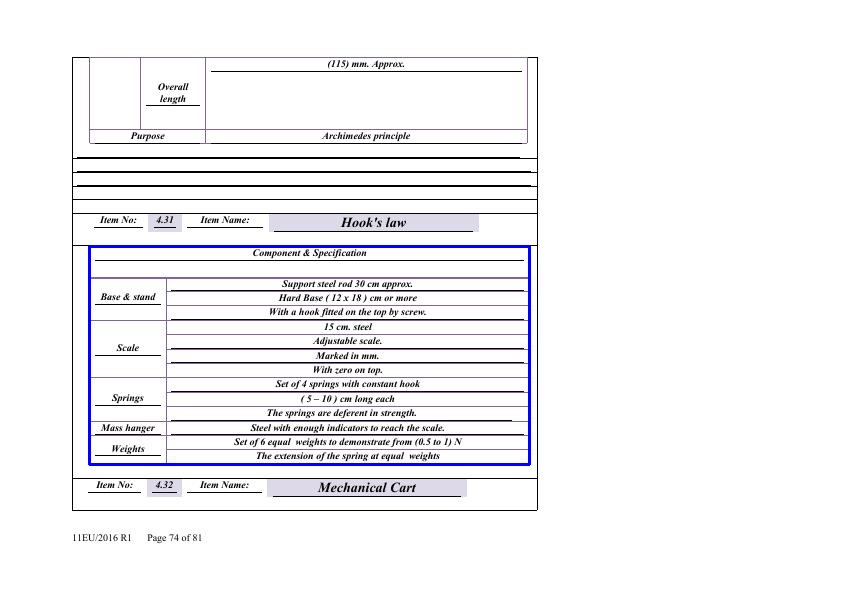 (115) mm. Approx.
Overall
length
Purpose Archimedes principle
Item No: 4.31 Item Name: Hook's law
Component & Specification
Base & stand
Support steel rod 30 cm approx.
Hard Base ( 12 x 18 ) cm or more
With a hook fitted on the top by screw.
Scale
15 cm. steel
Adjustable scale.
Marked in mm.
With zero on top.
Springs
Set of 4 springs with constant hook
( 5 – 10 ) cm long each
The springs are deferent in strength.
Mass hanger Steel with enough indicators to reach the scale.
Weights
Set of 6 equal weights to demonstrate from (0.5 to 1) N
The extension of the spring at equal weights
Item No: 4.32 Item Name: Mechanical Cart
11EU/2016 R1 Page 74 of 81